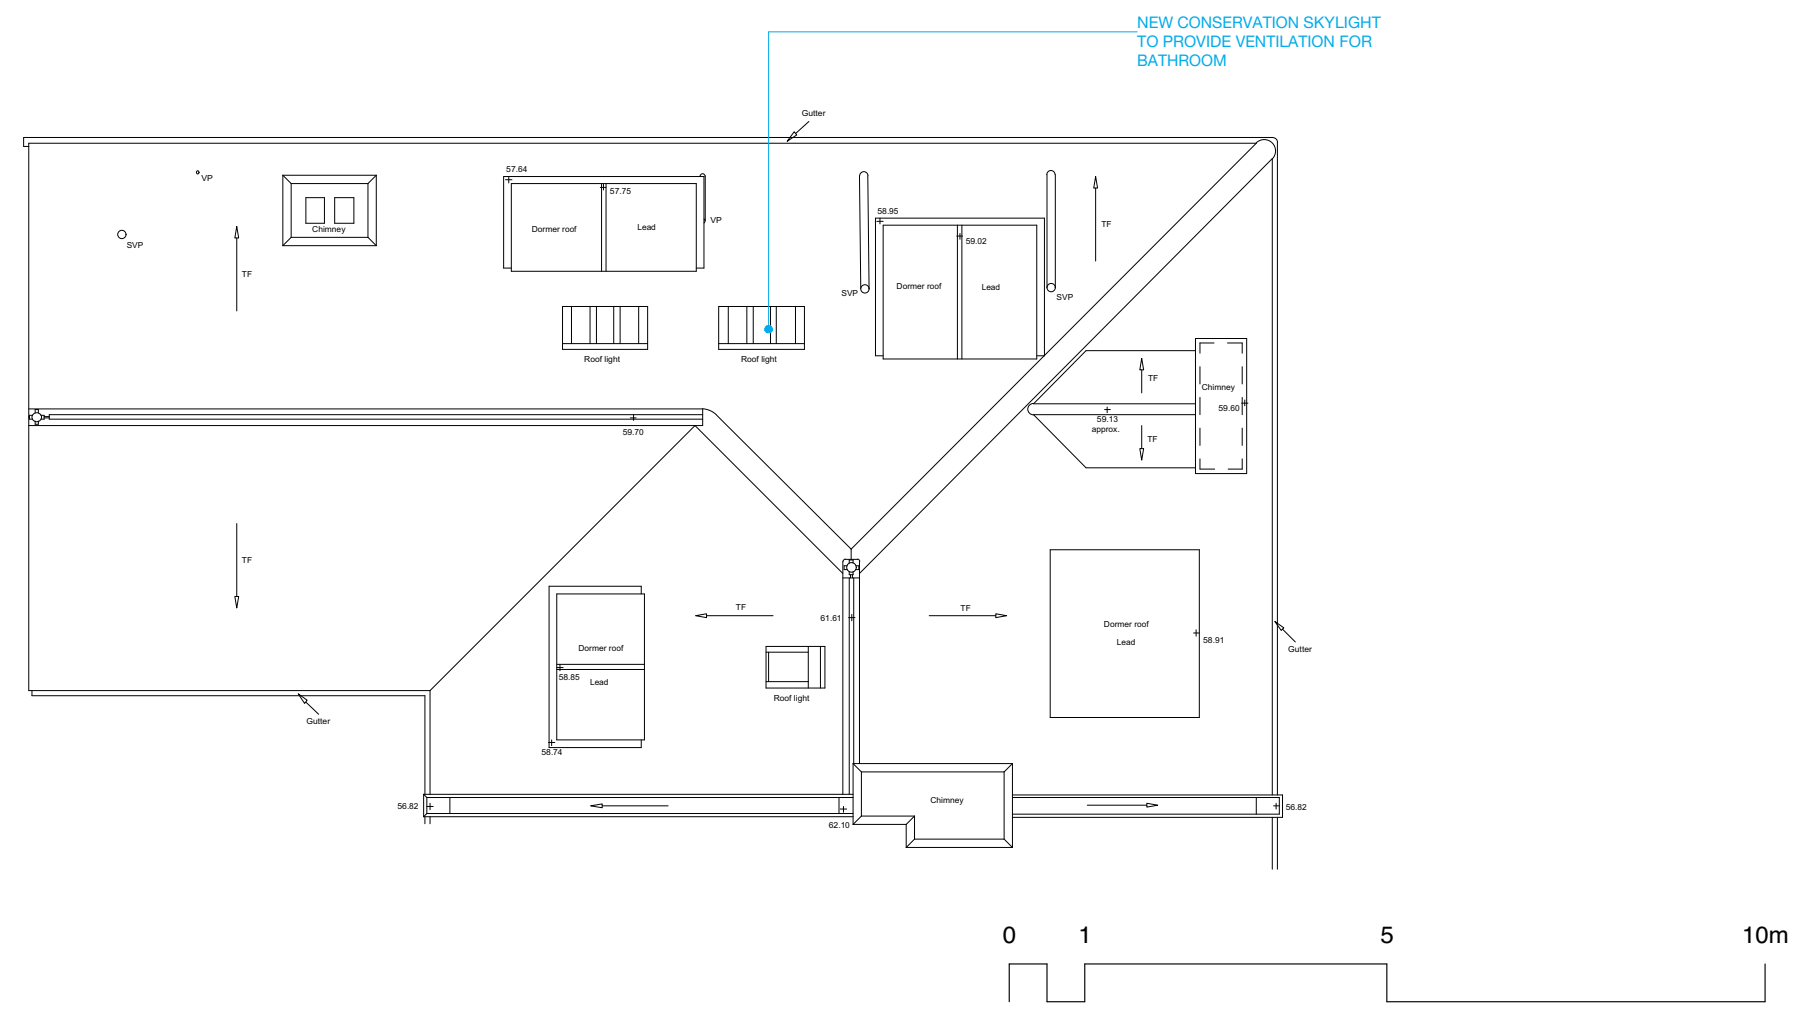 NEW CONSERVATION SKYLIGHT
TO PROVIDE VENTILATION FOR
BATHROOM
Gutter
57.64
VP
57.75
Chimney
Dormer roof
Lead
VP
SVP
TF
58.95
59.02
TF
SVP
Dormer roof
Lead
SVP
Roof light
Roof light
TF
Chimney
59.60
59.13
approx.
TF
59.70
TF
TF
61.61
TF
Dormer roof
Lead
58.91
Gutter
Dormer roof
58.85
Lead
Roof light
Gutter
58.74
56.82
62.10
Chimney
56.82
0
1
5
10m